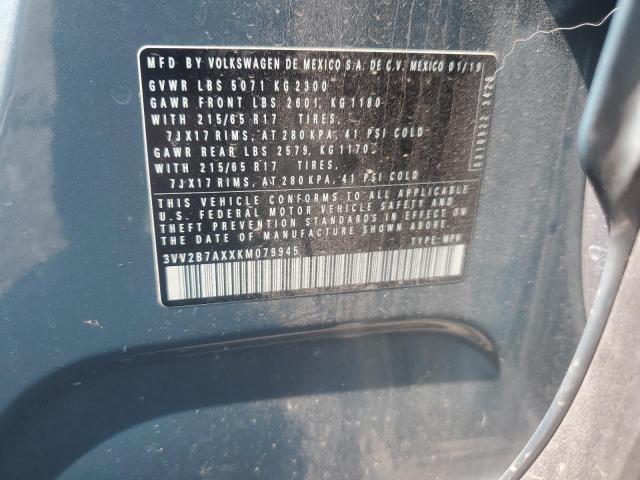 MFD BY VOLKSWAGEN DE MEXICO S.A. DE C.V. MEXICO 01/19
GVWR LBS 5071 KG 2300
GAWR FRONT LBS 2601, KG 1180
WITH 215/65 R17 TIRES,
7JX17 RIMS, AT 280 KPA, 41 PSI COLD
GAWR REAR LBS 2579, KG 1170,
WITH 215/65 R17 TIRES,
7JX17 RIMS, AT 280 KPA, 41 PSI COLD
THIS VEHICLE CONFORMS TO ALL APPLICABLE
U.S. FEDERAL MOTOR VEHICLE SAFETY AND
THEFT PREVENTION STANDARDS IN EFFECT ON
THE DATE OF MANUFACTURE SHOWN ABOVE
TYPE:MPV
3VV2B7AXXKM079945